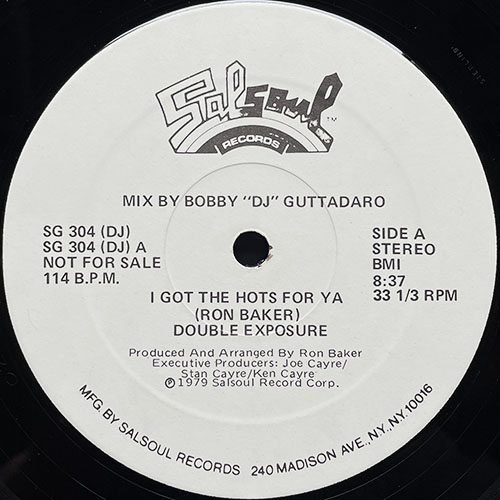 Salsoul
TM
INC.
RECORDS
MIX BY BOBBY "DJ" GUTTADARO
SG 304 (DJ)
SG 304 (DJ) A
NOT FOR SALE
114 B.P.M.
SIDE A
STEREO
BMI
8:37
33 1/3 RPM
I GOT THE HOTS FOR YA
(RON BAKER)
DOUBLE EXPOSURE
Produced And Arranged By Ron Baker
Executive Producers: Joe Cayre/
Stan Cayre/Ken Cayre
Ⓟ1979 Salsoul Record Corp.
MFG. BY SALSOUL RECORDS 240 MADISON AVE., N.Y., N.Y. 10016